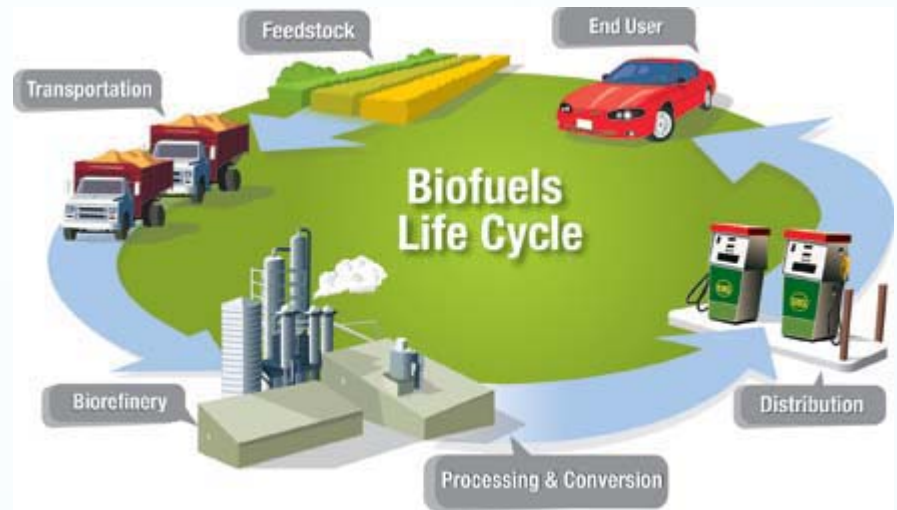 Feedstock
End User
Transportation
Biofuels
Life Cycle
Biorefinery
Distribution
Processing & Conversion